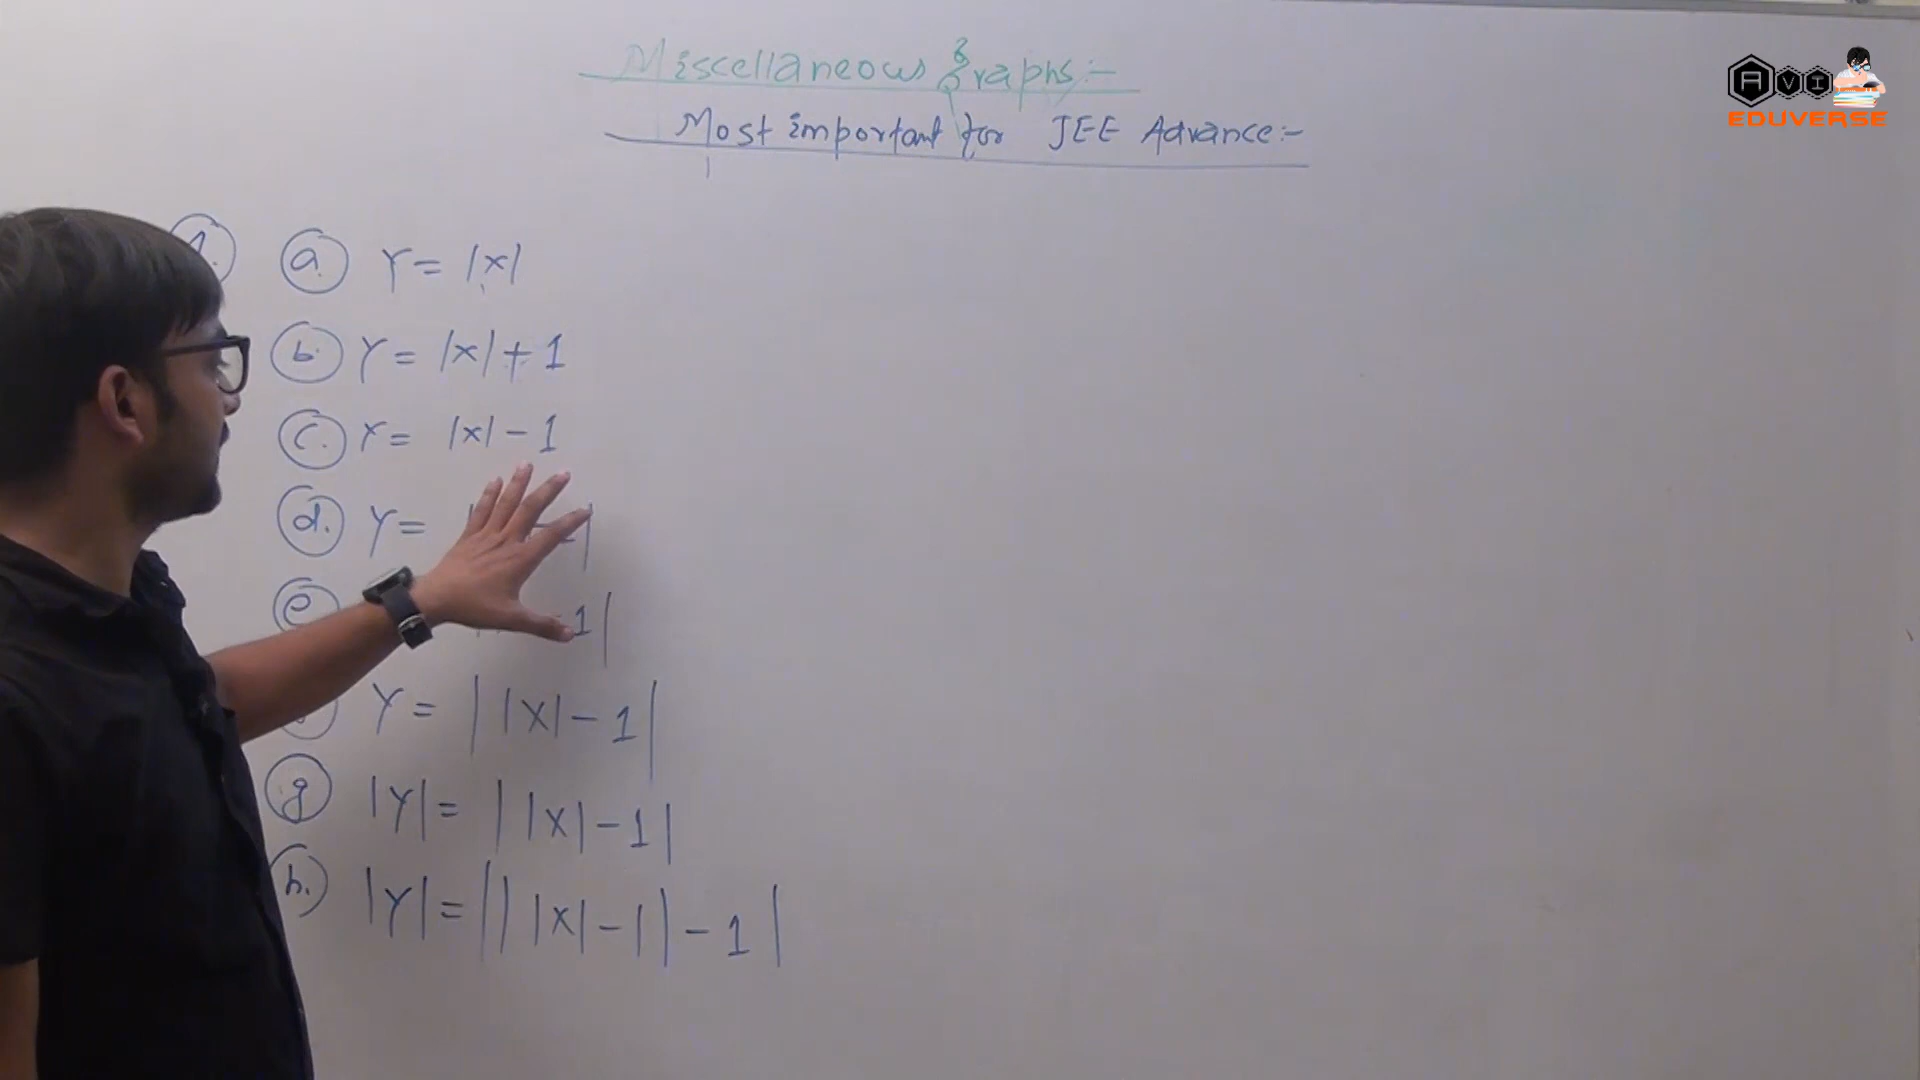 Miscellaneous Graphs:-
Most important for JEE Advance:-
AVI
EDUVERSE
a. Y = |x|
b. Y = |x| + 1
c. Y = |x| - 1
d. Y =
e. 1|
Y = ||x| - 1|
g |Y| = ||x| - 1|
h. |Y| = |||x| - 1| - 1|